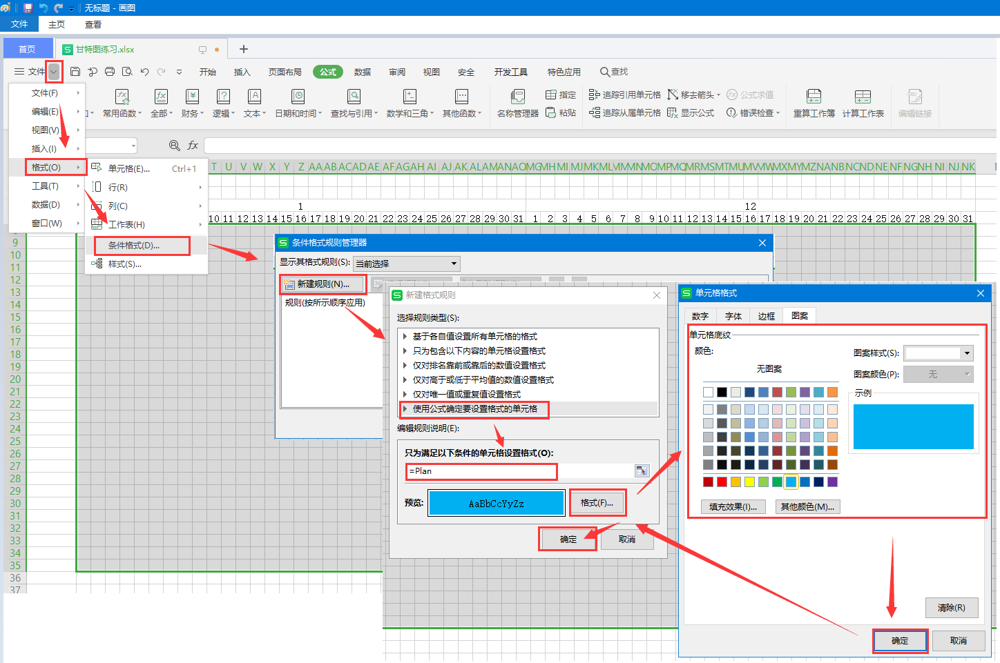 无标题 - 画图
文件 主页 查看
首页 S 甘特图练习.xlsx
文件 开始 插入 页面布局 公式 数据 审阅 视图 安全 开发工具 特色应用 查找
常用函数 全部 财务 逻辑 文本 日期和时间 查找与引用 数学和三角 其他函数 名称管理器 指定 粘贴 追踪引用单元格 追踪从属单元格 移去箭头 显示公式 公式求值 错误检查 重算工作簿 计算工作表 编辑链接
文件(F)
编辑(E)
视图(V)
插入(I)
格式(O)
工具(T)
数据(D)
窗口(W)
fx
单元格(E)... Ctrl+1
行(R)
列(C)
工作表(H)
条件格式(D)...
样式(S)...
T U V W X Y Z AA AB AC AD AE AF AG AH AI AJ AK AL AM AN AO MG MH MI MJ MK ML MM MN MO MP MQ MR MS MT MU MV MW MX MY MZ NA NB NC ND NE NF NG NH NI NJ NK
1 12
10 11 12 13 14 15 16 17 18 19 20 21 22 23 24 25 26 27 28 29 30 31 1 2 3 4 5 6 7 8 9 10 11 12 13 14 15 16 17 18 19 20 21 22 23 24 25 26 27 28 29 30 31
9
10
11
12
13
14
15
16
17
18
19
20
21
22
23
24
25
26
27
28
29
30
31
32
33
34
35
36
37
条件格式规则管理器
显示其格式规则(S): 当前选择
新建规则(N)...
规则(按所示顺序应用)
新建格式规则
选择规则类型(S):
基于各自值设置所有单元格的格式
只为包含以下内容的单元格设置格式
仅对排名靠前或靠后的数值设置格式
仅对高于或低于平均值的数值设置格式
仅对唯一值或重复值设置格式
使用公式确定要设置格式的单元格
编辑规则说明(E):
只为满足以下条件的单元格设置格式(O):
=Plan
预览: AaBbCcYyZz 格式(F)...
确定 取消
单元格格式
数字 字体 边框 图案
单元格底纹
颜色: 图案样式(S):
无图案 图案颜色(P): 无
示例
填充效果(I)... 其他颜色(M)...
清除(R)
确定 取消